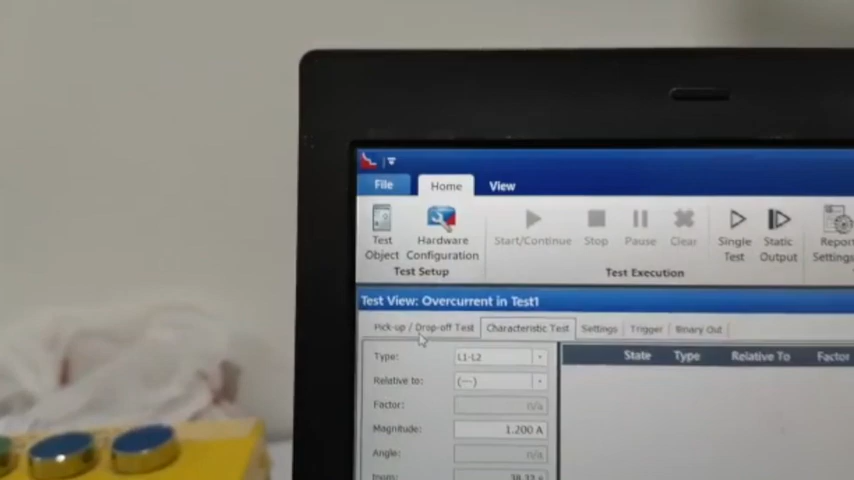 File Home View
Test Object Hardware Configuration Start/Continue Stop Pause Clear Single Test Static Output Report Settings
Test Setup Test Execution
Test View: Overcurrent in Test1
Pick-up / Drop-off Test Characteristic Test Settings Trigger Binary Out
Type: L1-L2 State Type Relative To Factor
Relative to: (---)
Factor: n/a
Magnitude: 1.200 A
Angle: n/a